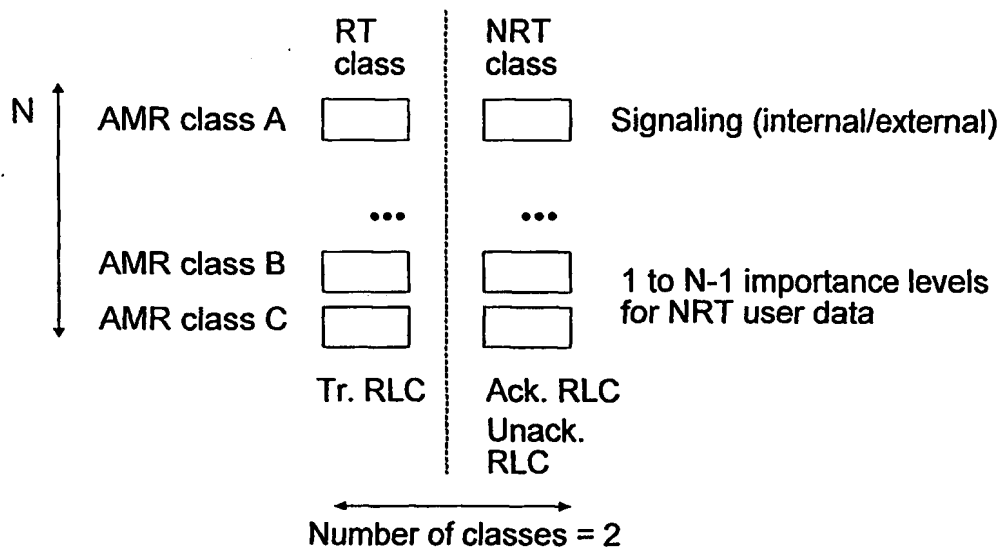 RT
class
NRT
class
N
AMR class A
Signaling (internal/external)
•••
•••
AMR class B
AMR class C
1 to N-1 importance levels
for NRT user data
Tr. RLC
Ack. RLC
Unack.
RLC
Number of classes = 2